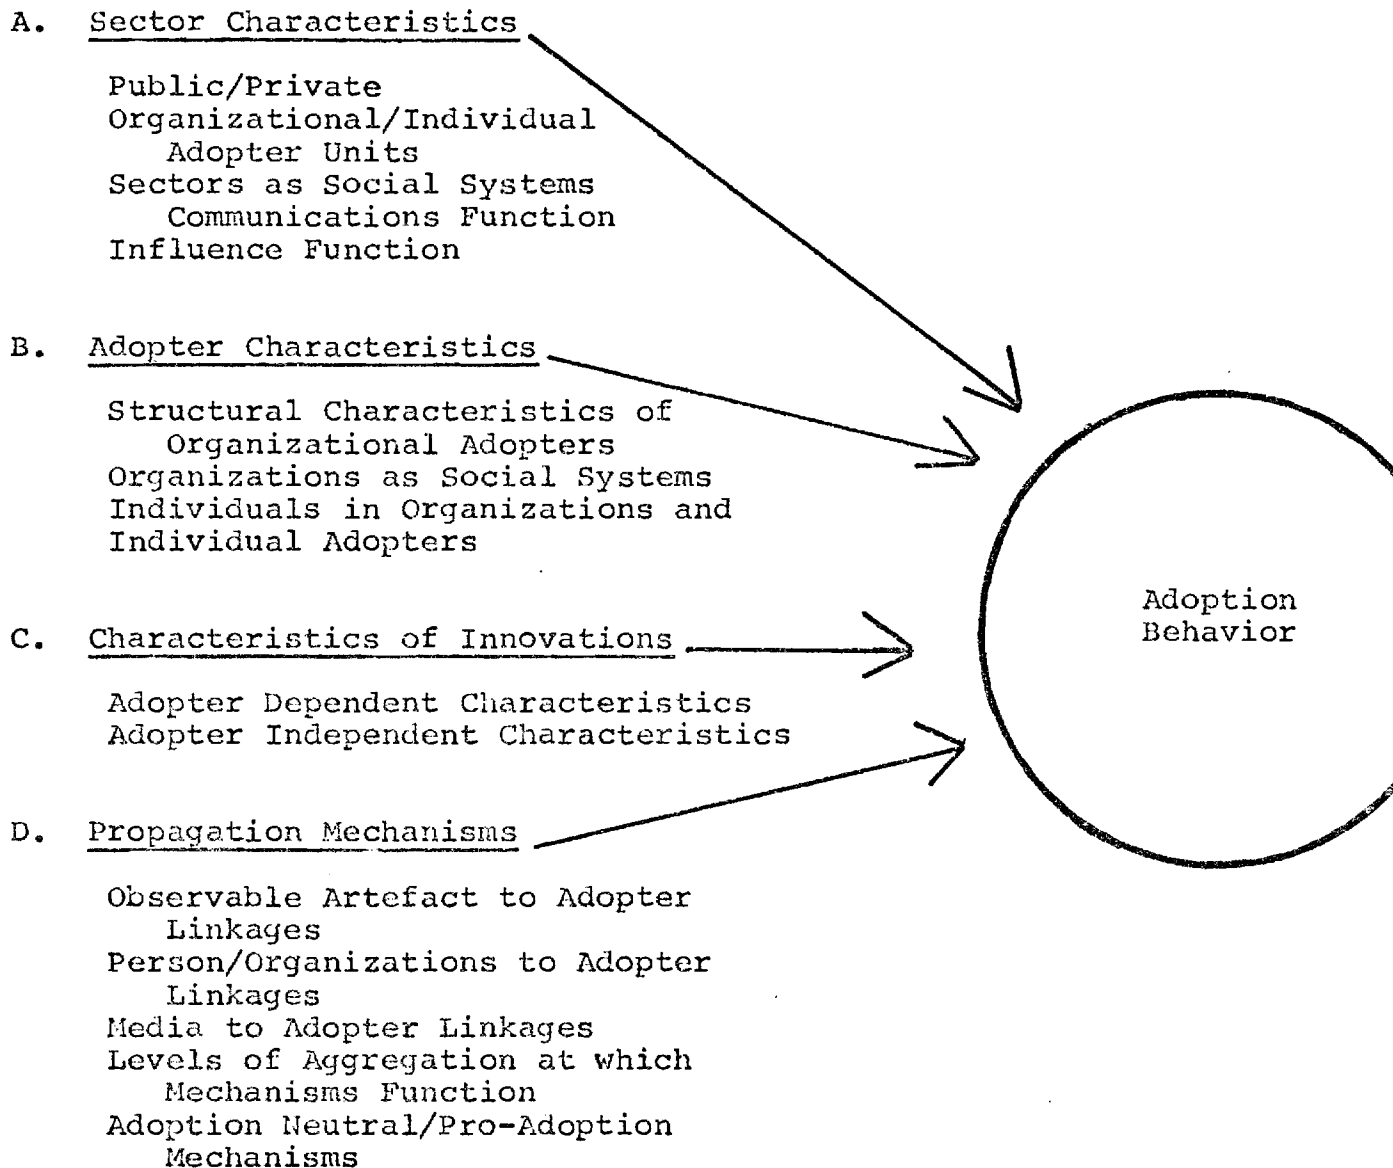 A. Sector Characteristics
Public/Private
Organizational/Individual
Adopter Units
Sectors as Social Systems
Communications Function
Influence Function
B. Adopter Characteristics
Structural Characteristics of
Organizational Adopters
Organizations as Social Systems
Individuals in Organizations and
Individual Adopters
C. Characteristics of Innovations
Adopter Dependent Characteristics
Adopter Independent Characteristics
D. Propagation Mechanisms
Observable Artefact to Adopter
Linkages
Person/Organizations to Adopter
Linkages
Media to Adopter Linkages
Levels of Aggregation at which
Mechanisms Function
Adoption Neutral/Pro-Adoption
Mechanisms
Adoption
Behavior